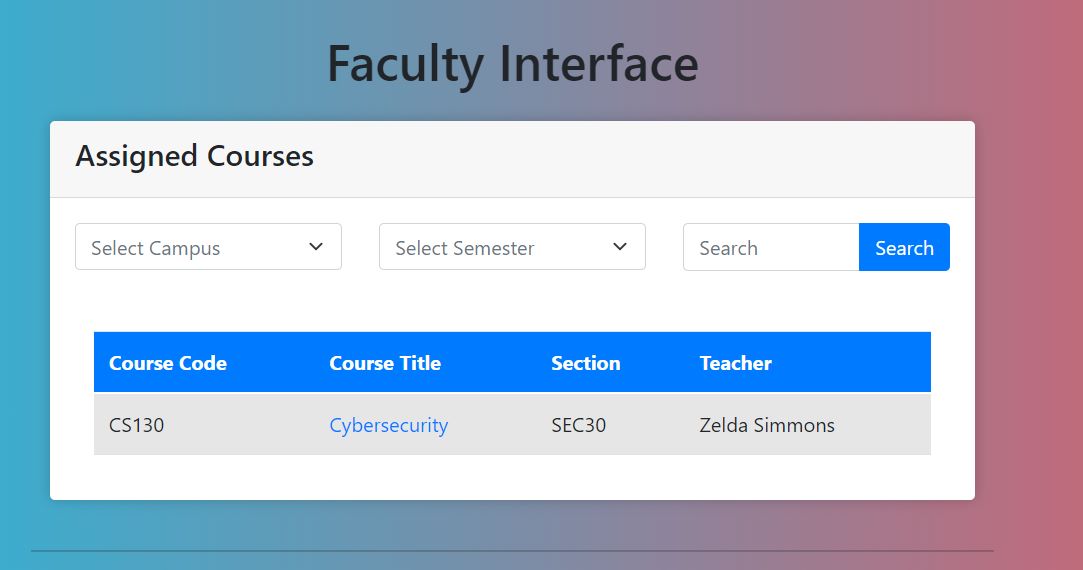 Faculty Interface
Assigned Courses
Select Campus Select Semester Search Search
Course Code Course Title Section Teacher
CS130 Cybersecurity SEC30 Zelda Simmons